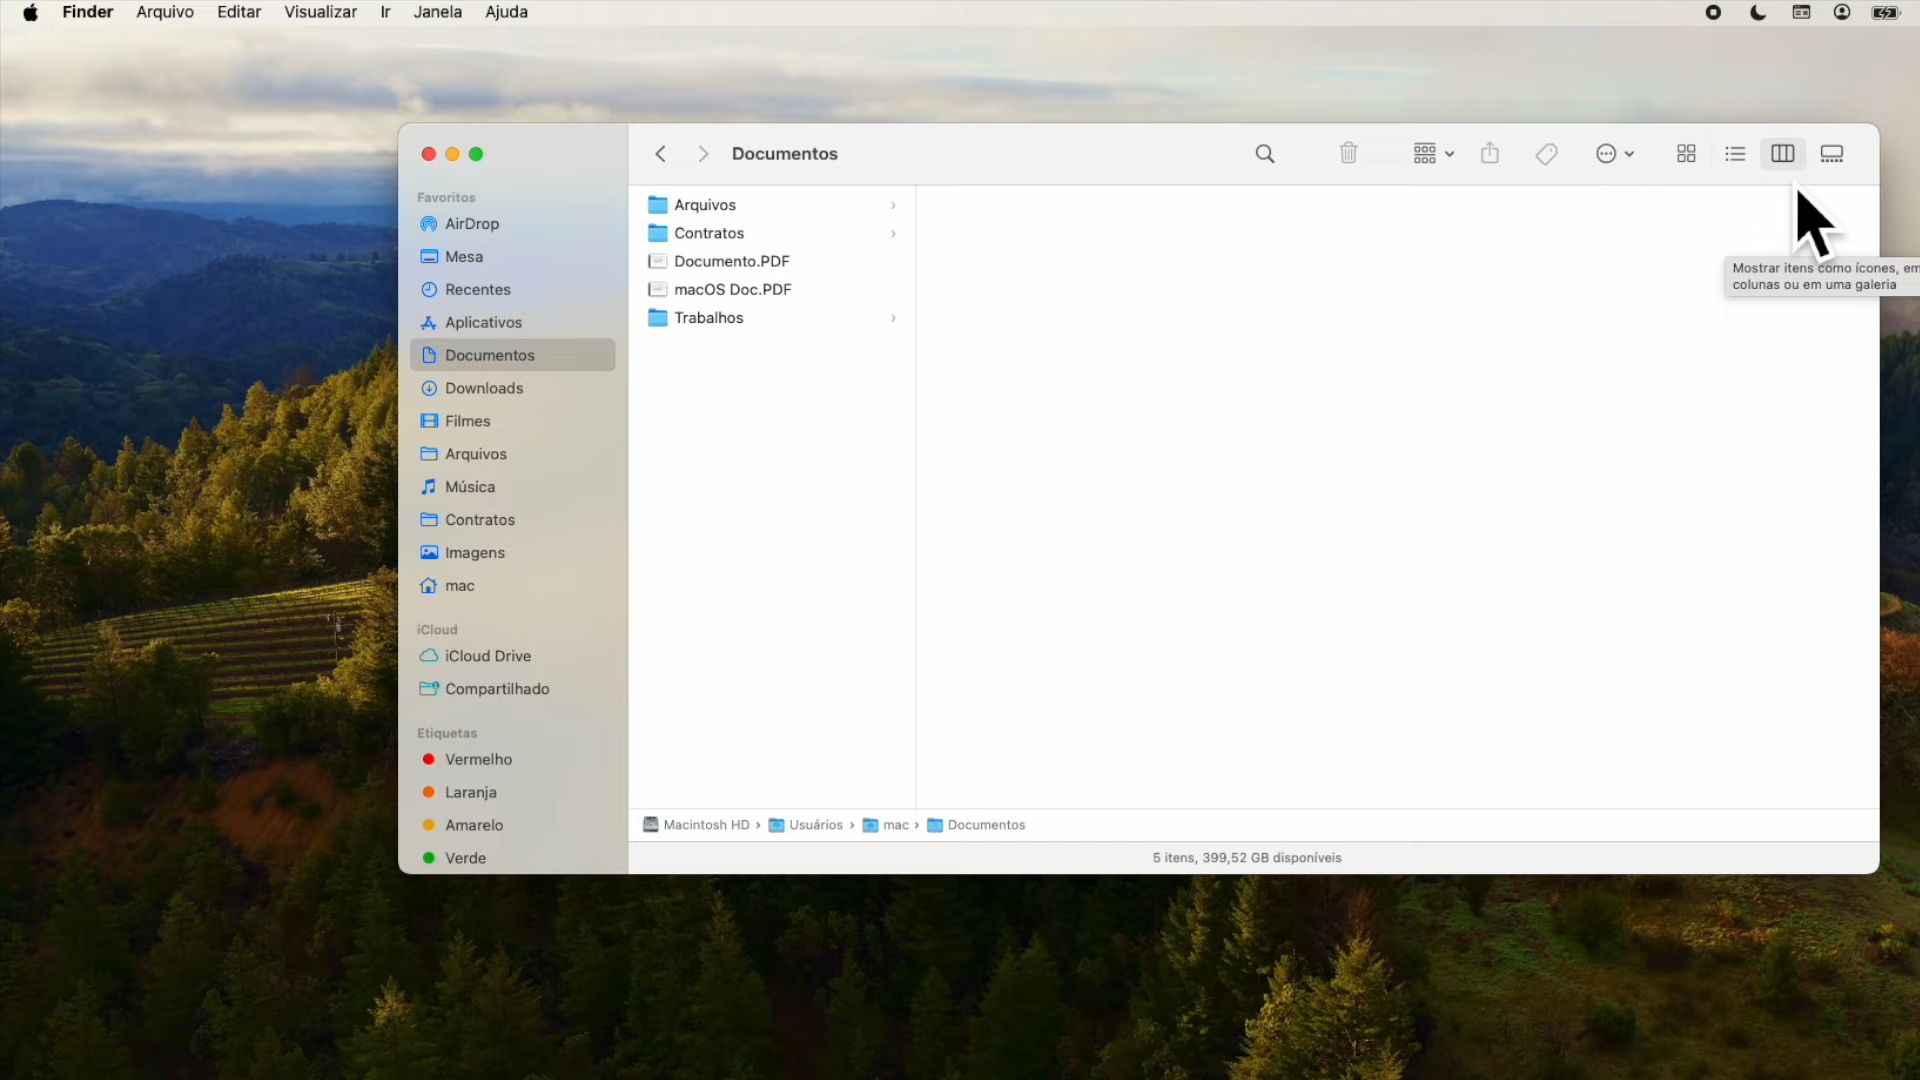 Finder Arquivo Editar Visualizar Ir Janela Ajuda
Documentos
Favoritos
AirDrop
Mesa
Recentes
Aplicativos
Documentos
Downloads
Filmes
Arquivos
Música
Contratos
Imagens
mac
iCloud
iCloud Drive
Compartilhado
Etiquetas
Vermelho
Laranja
Amarelo
Verde
Arquivos
Contratos
Documento.PDF
macOS Doc.PDF
Trabalhos
Mostrar itens como ícones, em
colunas ou em uma galeria
Macintosh HD › Usuários › mac › Documentos
5 itens, 399,52 GB disponíveis